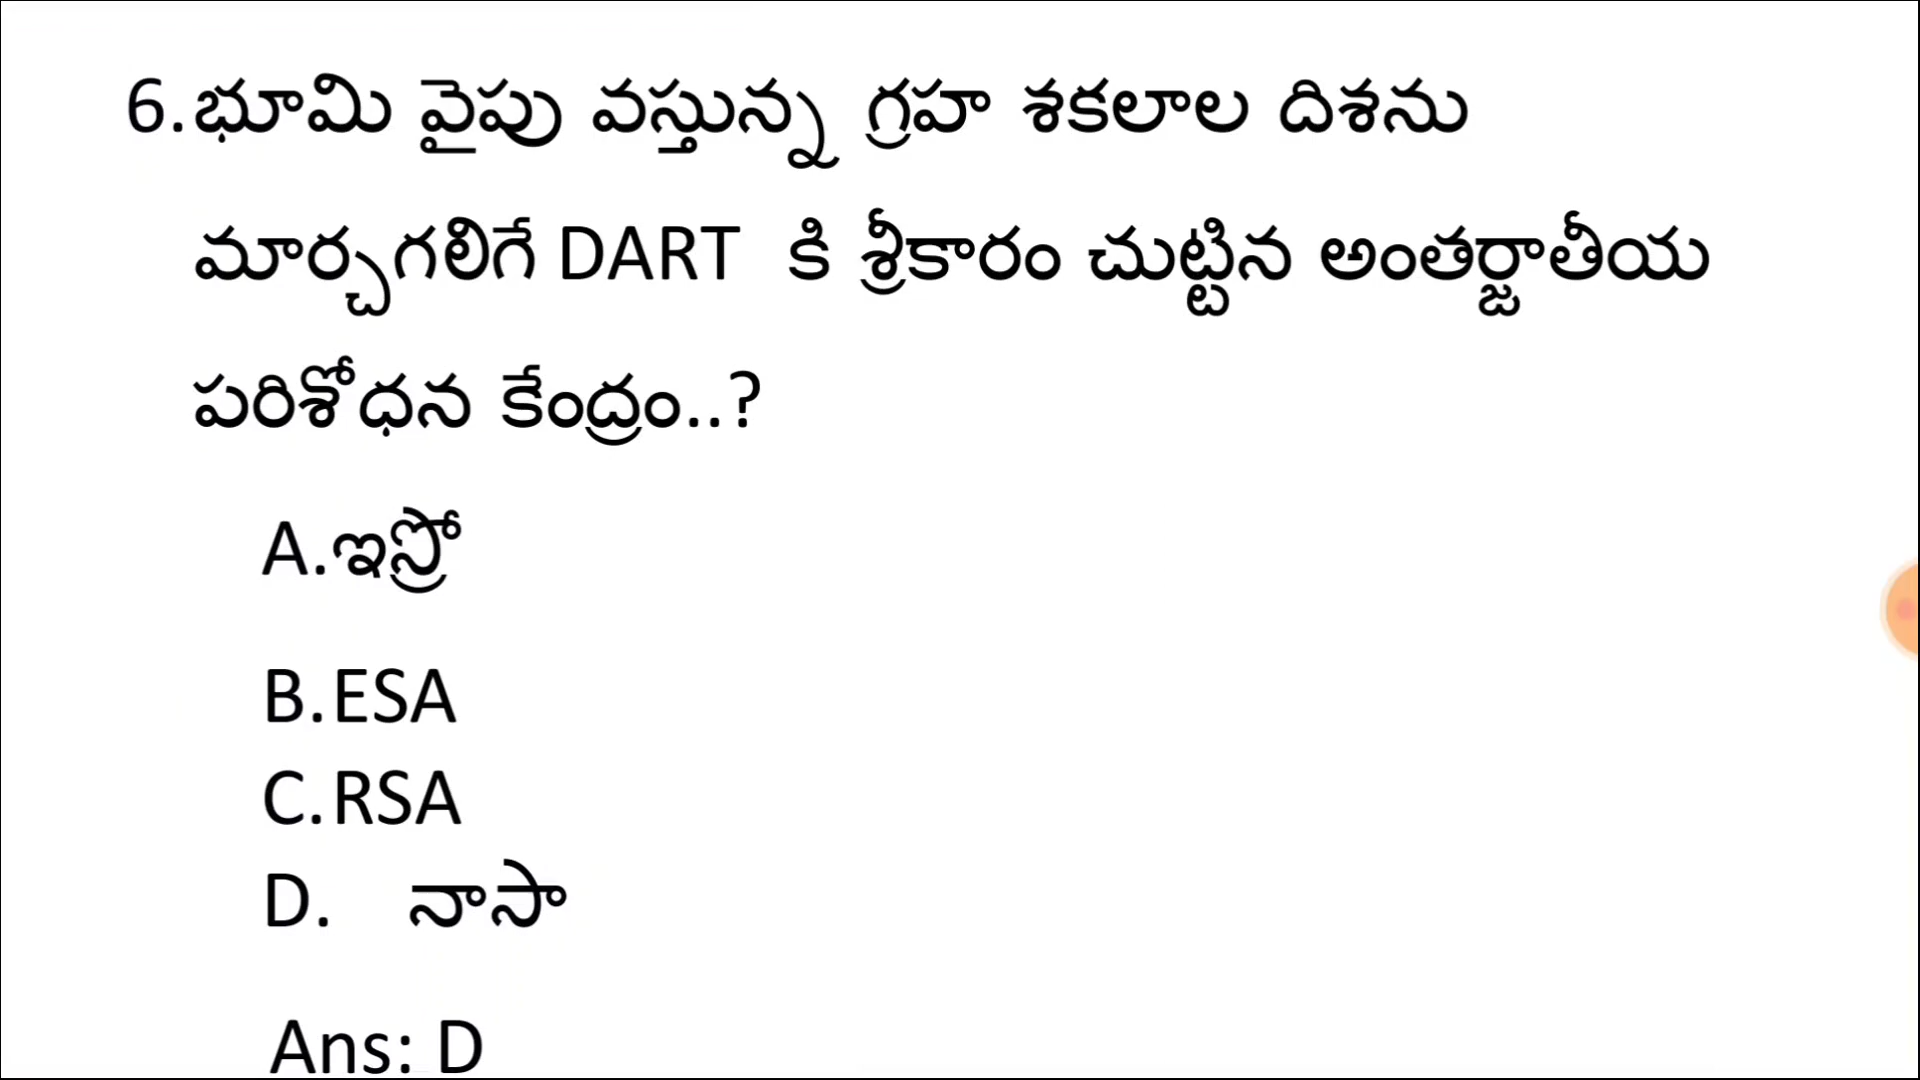 6.భూమి వైపు వస్తున్న గ్రహ శకలాల దిశను
మార్చగలిగే DART కి శ్రీకారం చుట్టిన అంతర్జాతీయ
పరిశోధన కేంద్రం..?
A.ఇస్రో
B.ESA
C.RSA
D. నాసా
Ans: D